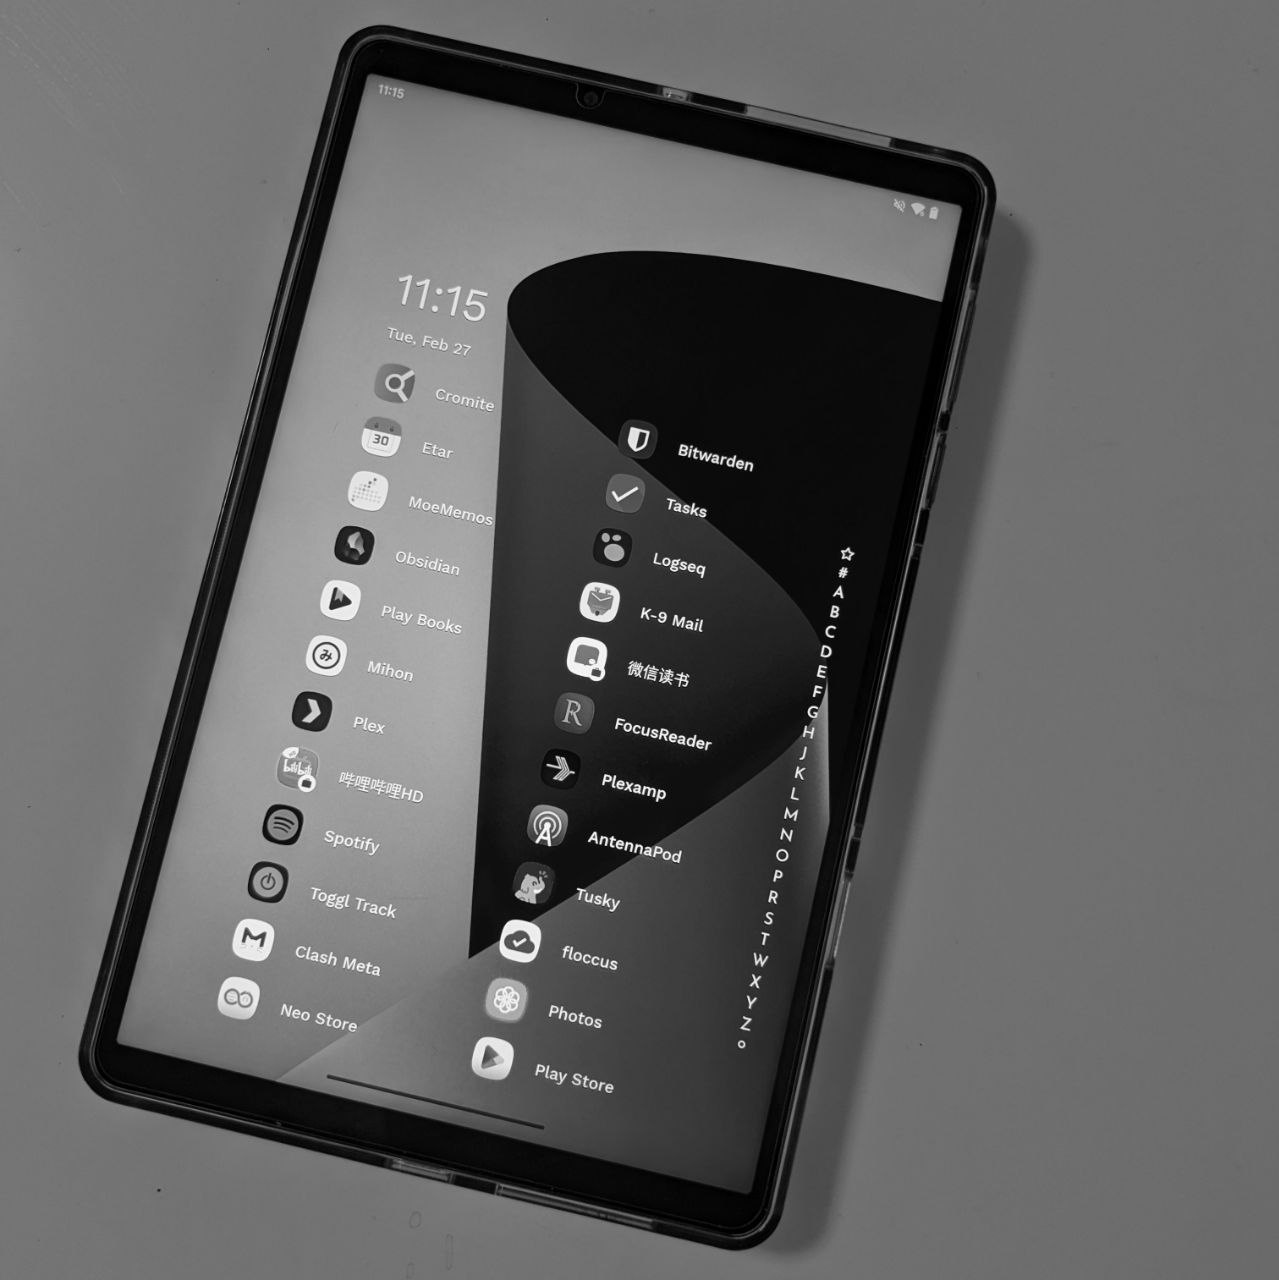 11:15
11:15
Tue, Feb 27
Cromite
30
Etar
MoeMemos
Obsidian
Play Books
み
Mihon
Plex
哔哩哔哩HD
Spotify
Toggl Track
Clash Meta
Neo Store
Bitwarden
Tasks
Logseq
K-9 Mail
微信读书
R
FocusReader
Plexamp
AntennaPod
Tusky
floccus
Photos
Play Store
#
A
B
C
D
E
F
G
H
J
K
L
M
N
O
P
R
S
T
W
X
Y
Z